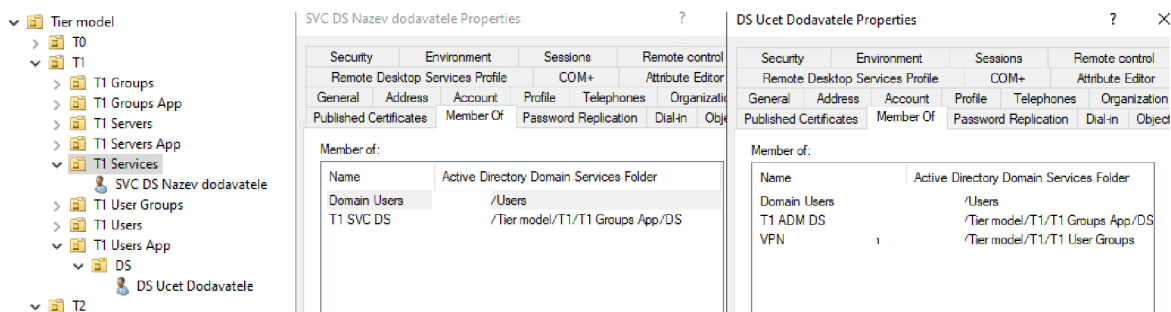 Tier model
T0
T1
T1 Groups
T1 Groups App
T1 Servers
T1 Servers App
T1 Services
SVC DS Nazev dodavatele
T1 User Groups
T1 Users
T1 Users App
DS
DS Ucet Dodavatele
T2
SVC DS Nazev dodavatele Properties ?
Security Environment Sessions Remote control
Remote Desktop Services Profile COM+ Attribute Editor
General Address Account Profile Telephones Organizatio
Published Certificates Member Of Password Replication Dial-in Obje
Member of:
Name Active Directory Domain Services Folder
Domain Users /Users
T1 SVC DS /Tier model/T1/T1 Groups App/DS
DS Ucet Dodavatele Properties ? ×
Security Environment Sessions Remote control
Remote Desktop Services Profile COM+ Attribute Editor
General Address Account Profile Telephones Organization
Published Certificates Member Of Password Replication Dial-in Object
Member of:
Name Active Directory Domain Services Folder
Domain Users /Users
T1 ADM DS /Tier model/T1/T1 Groups App/DS
VPN /Tier model/T1/T1 User Groups